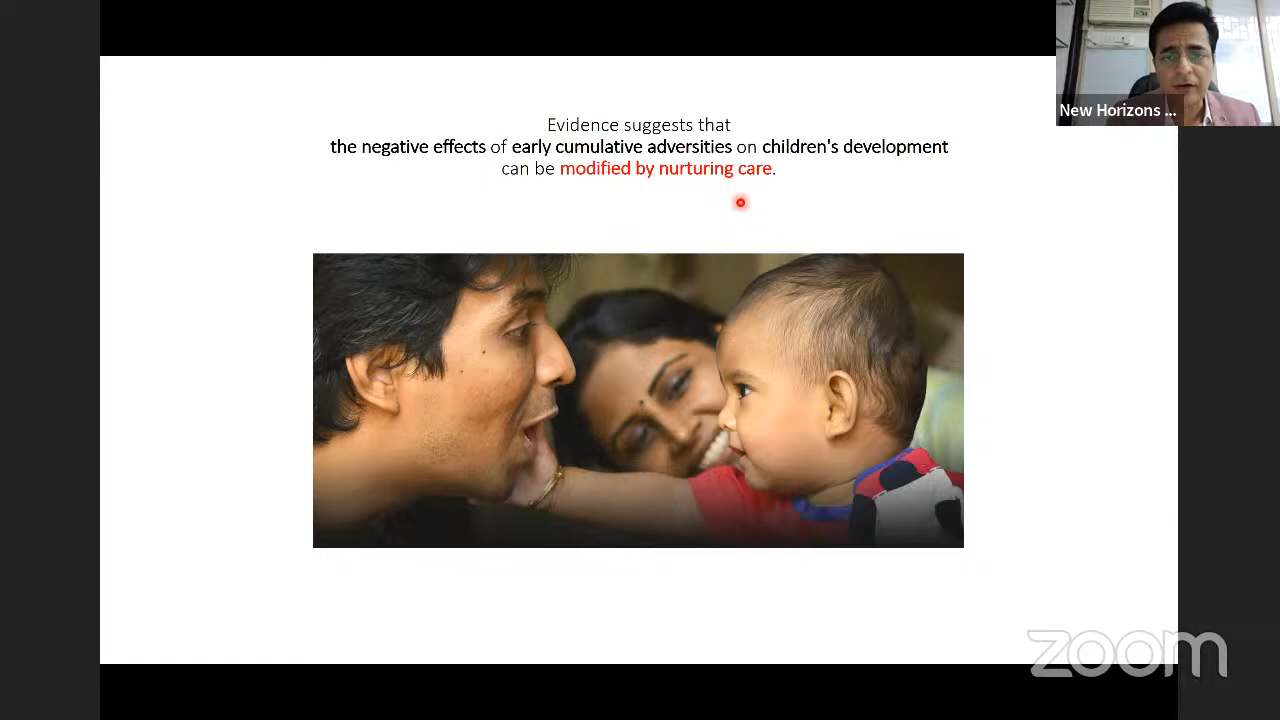 New Horizons ...
Evidence suggests that
the negative effects of early cumulative adversities on children's development
can be modified by nurturing care.
zoom